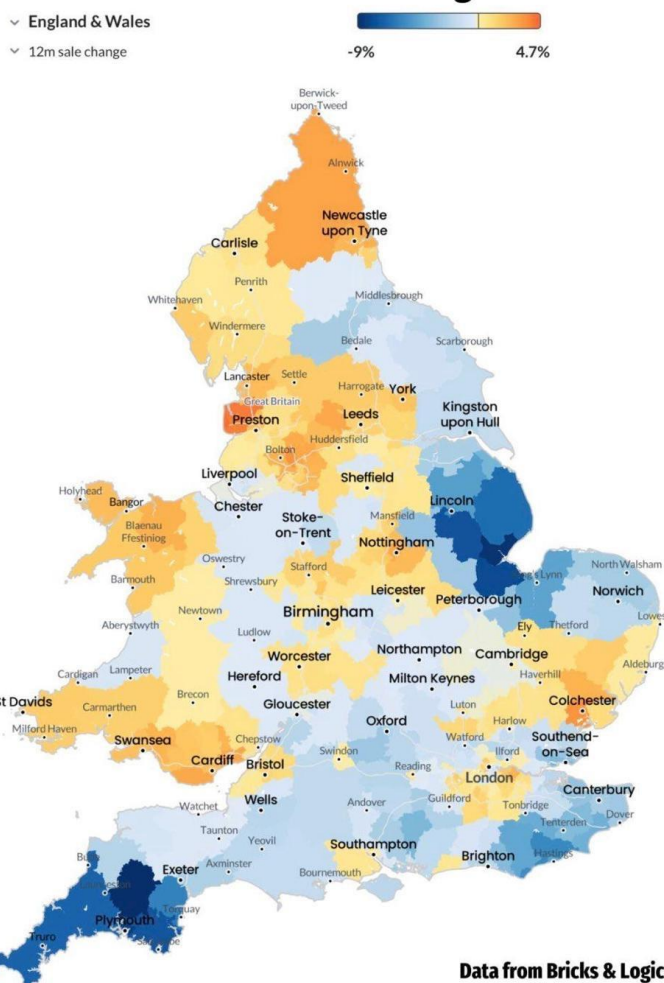 England & Wales
12m sale change
-9%
4.7%
Berwick-
upon-Tweed
Alnwick
Newcastle
upon Tyne
Carlisle
Penrith
Whitehaven
Middlesbrough
Windermere
Bedale
Scarborough
Lancaster
Settle
Harrogate
York
Great Britain
Preston
Leeds
Kingston
upon Hull
Huddersfield
Bolton
Liverpool
Sheffield
Holyhead
Bangor
Chester
Lincoln
Blaenau
Ffestiniog
Stoke-
on-Trent
Mansfield
Nottingham
Oswestry
Stafford
North Walsham
Barmouth
Shrewsbury
Leicester
Peterborough
Norwich
Newtown
Birmingham
Aberystwyth
Ludlow
Ely
Thetford
Worcester
Northampton
Cambridge
Cardigan
Lampeter
Hereford
Milton Keynes
Haverhill
St Davids
Carmarthen
Brecon
Gloucester
Luton
Colchester
Milford Haven
Oxford
Harlow
Swansea
Chepstow
Watford
Southend-
on-Sea
Cardiff
Bristol
Swindon
Ilford
Reading
London
Wells
Andover
Guildford
Canterbury
Watchet
Tonbridge
Dover
Taunton
Tenterden
Yeovil
Southampton
Brighton
Hastings
Exeter
Axminster
Bournemouth
Plymouth
Torquay
Truro
Data from Bricks & Logic